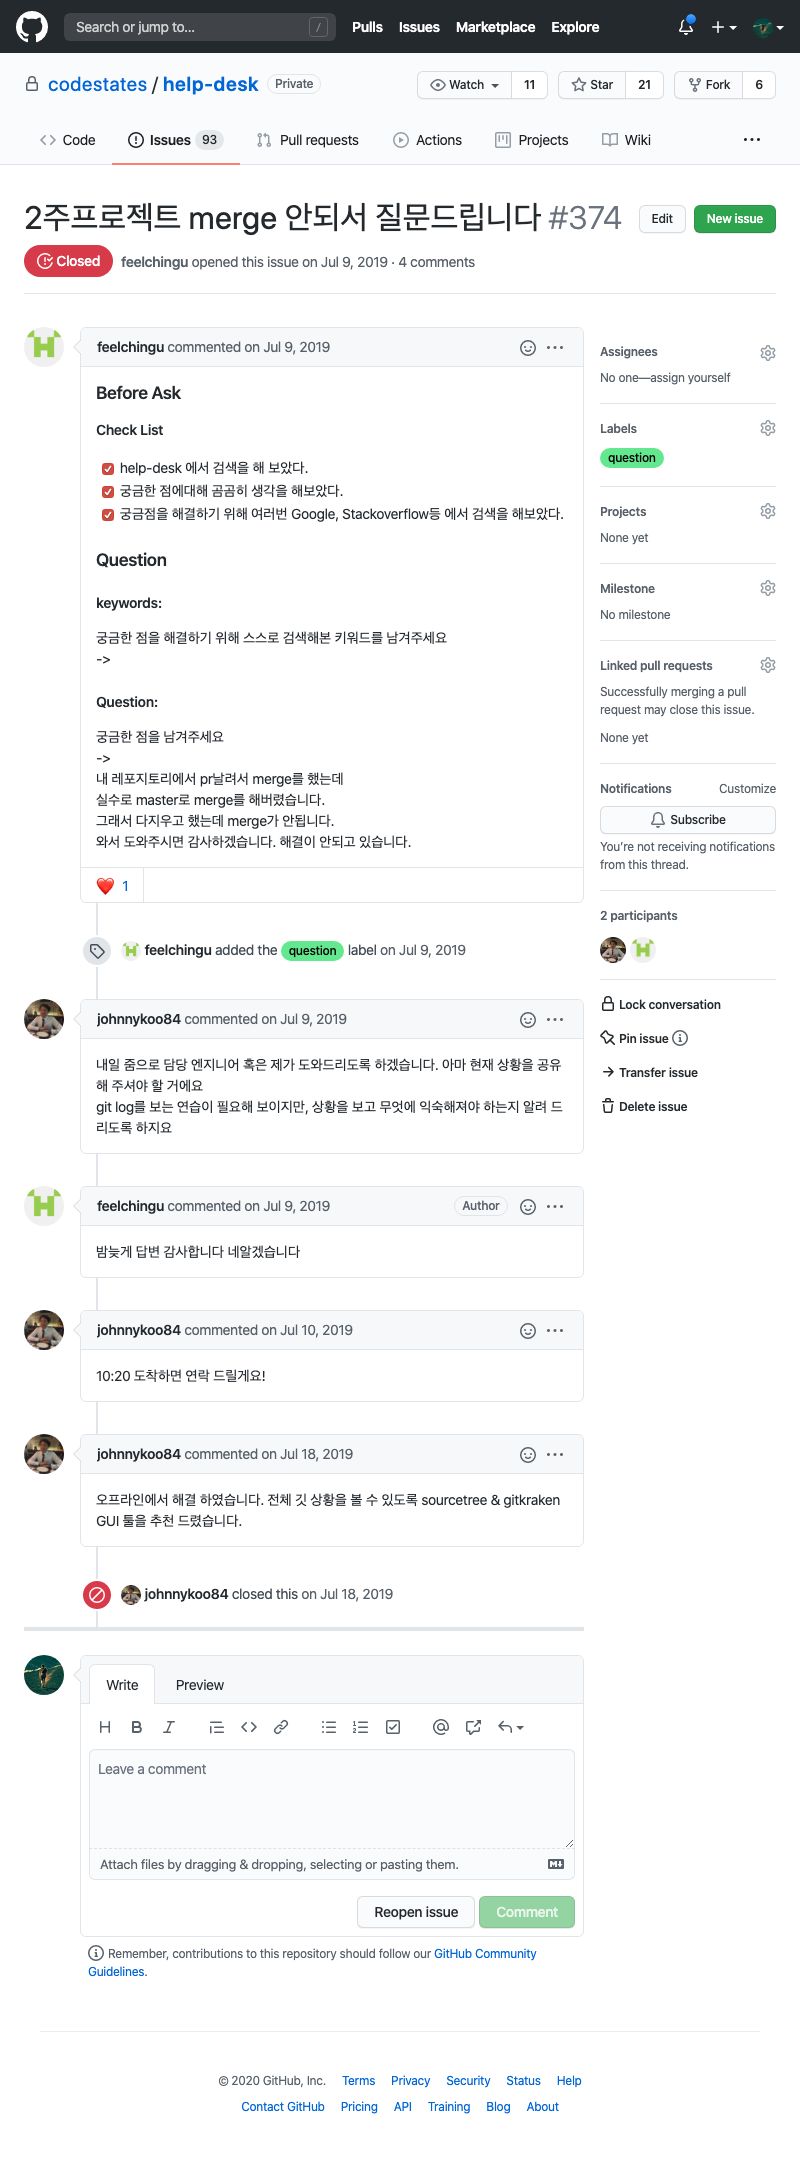 Search or jump to... /
Pulls Issues Marketplace Explore
codestates / help-desk Private
Watch 11 Star 21 Fork 6
Code Issues 93 Pull requests Actions Projects Wiki ...
2주프로젝트 merge 안되서 질문드립니다 #374
Edit New issue
Closed feelchingu opened this issue on Jul 9, 2019 · 4 comments
feelchingu commented on Jul 9, 2019
Before Ask
Check List
help-desk 에서 검색을 해 보았다.
궁금한 점에대해 곰곰히 생각을 해보았다.
궁금점을 해결하기 위해 여러번 Google, Stackoverflow등 에서 검색을 해보았다.
Question
keywords:
궁금한 점을 해결하기 위해 스스로 검색해본 키워드를 남겨주세요
->
Question:
궁금한 점을 남겨주세요
->
내 레포지토리에서 pr날려서 merge를 했는데
실수로 master로 merge를 해버렸습니다.
그래서 다지우고 했는데 merge가 안됩니다.
와서 도와주시면 감사하겠습니다. 해결이 안되고 있습니다.
❤️ 1
feelchingu added the question label on Jul 9, 2019
johnnykoo84 commented on Jul 9, 2019
내일 줌으로 담당 엔지니어 혹은 제가 도와드리도록 하겠습니다. 아마 현재 상황을 공유
해 주셔야 할 거에요
git log를 보는 연습이 필요해 보이지만, 상황을 보고 무엇에 익숙해져야 하는지 알려 드
리도록 하지요
feelchingu commented on Jul 9, 2019 Author
밤늦게 답변 감사합니다 네알겠습니다
johnnykoo84 commented on Jul 10, 2019
10:20 도착하면 연락 드릴게요!
johnnykoo84 commented on Jul 18, 2019
오프라인에서 해결 하였습니다. 전체 깃 상황을 볼 수 있도록 sourcetree & gitkraken
GUI 툴을 추천 드렸습니다.
johnnykoo84 closed this on Jul 18, 2019
Assignees
No one—assign yourself
Labels
question
Projects
None yet
Milestone
No milestone
Linked pull requests
Successfully merging a pull
request may close this issue.
None yet
Notifications Customize
Subscribe
You're not receiving notifications
from this thread.
2 participants
Lock conversation
Pin issue
Transfer issue
Delete issue
Write Preview
H B I
Leave a comment
Attach files by dragging & dropping, selecting or pasting them.
Reopen issue Comment
Remember, contributions to this repository should follow our GitHub Community
Guidelines.
© 2020 GitHub, Inc. Terms Privacy Security Status Help
Contact GitHub Pricing API Training Blog About